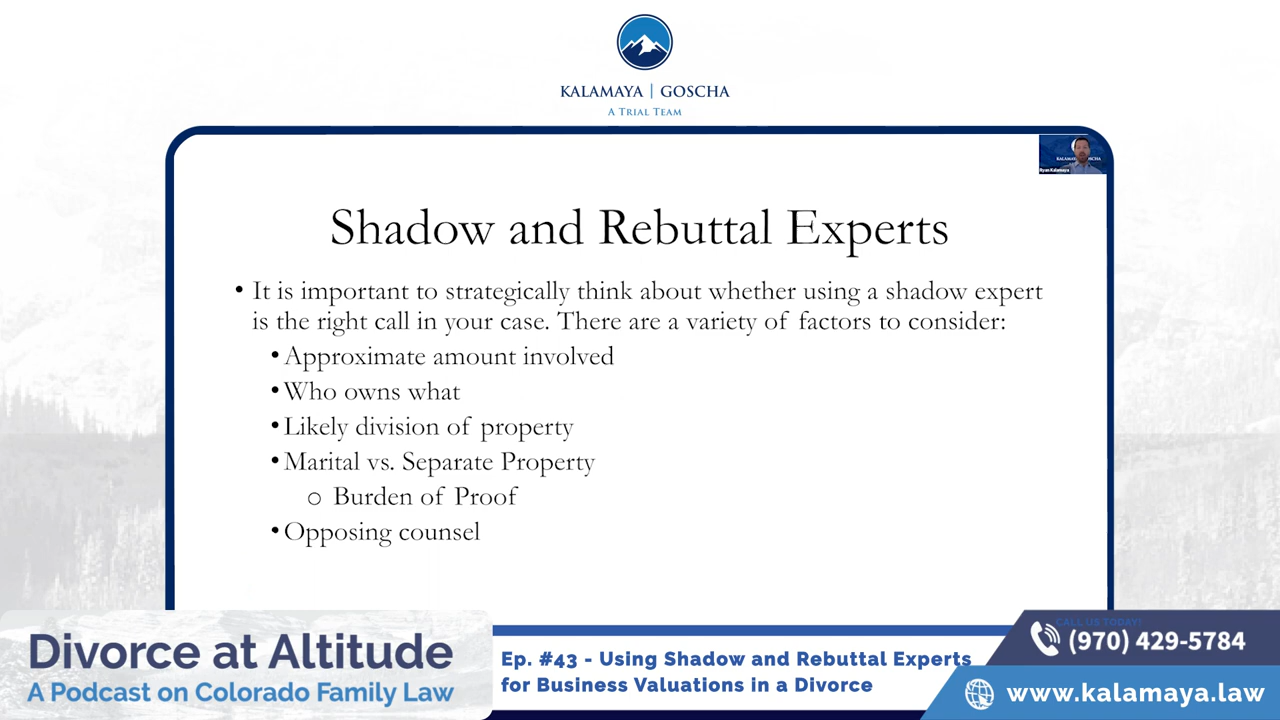 KALAMAYA | GOSCHA
A TRIAL TEAM
KALAMAYA GOSCHA
Ryan Kalamaya
Shadow and Rebuttal Experts
• It is important to strategically think about whether using a shadow expert
is the right call in your case. There are a variety of factors to consider:
• Approximate amount involved
• Who owns what
• Likely division of property
• Marital vs. Separate Property
o Burden of Proof
• Opposing counsel
Divorce at Altitude
A Podcast on Colorado Family Law
Ep. #43 - Using Shadow and Rebuttal Experts
for Business Valuations in a Divorce
CALL US TODAY!
(970) 429-5784
www.kalamaya.law